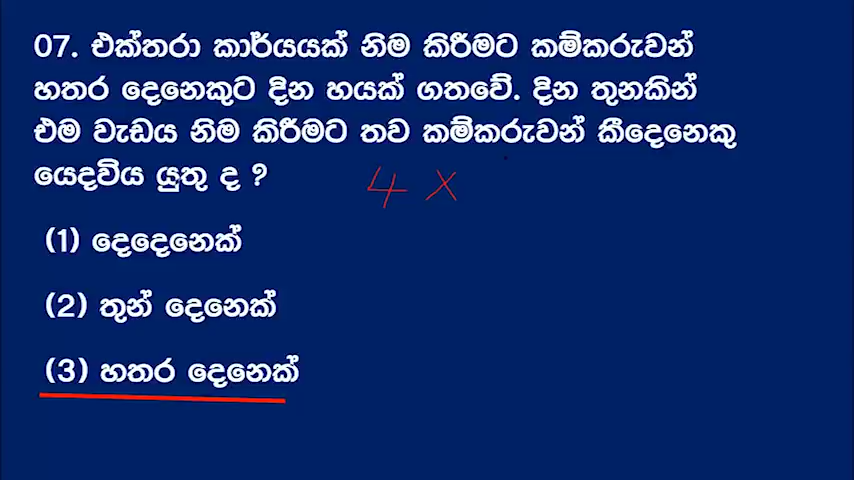 07. එක්තරා කාර්යයක් නිම කිරීමට කම්කරුවන්
හතර දෙනෙකුට දින හයක් ගතවේ. දින තුනකින්
එම වැඩය නිම කිරීමට තව කම්කරුවන් කීදෙනෙකු
යෙදවිය යුතු ද ?
4 ×
(1) දෙදෙනෙක්
(2) තුන් දෙනෙක්
(3) හතර දෙනෙක්